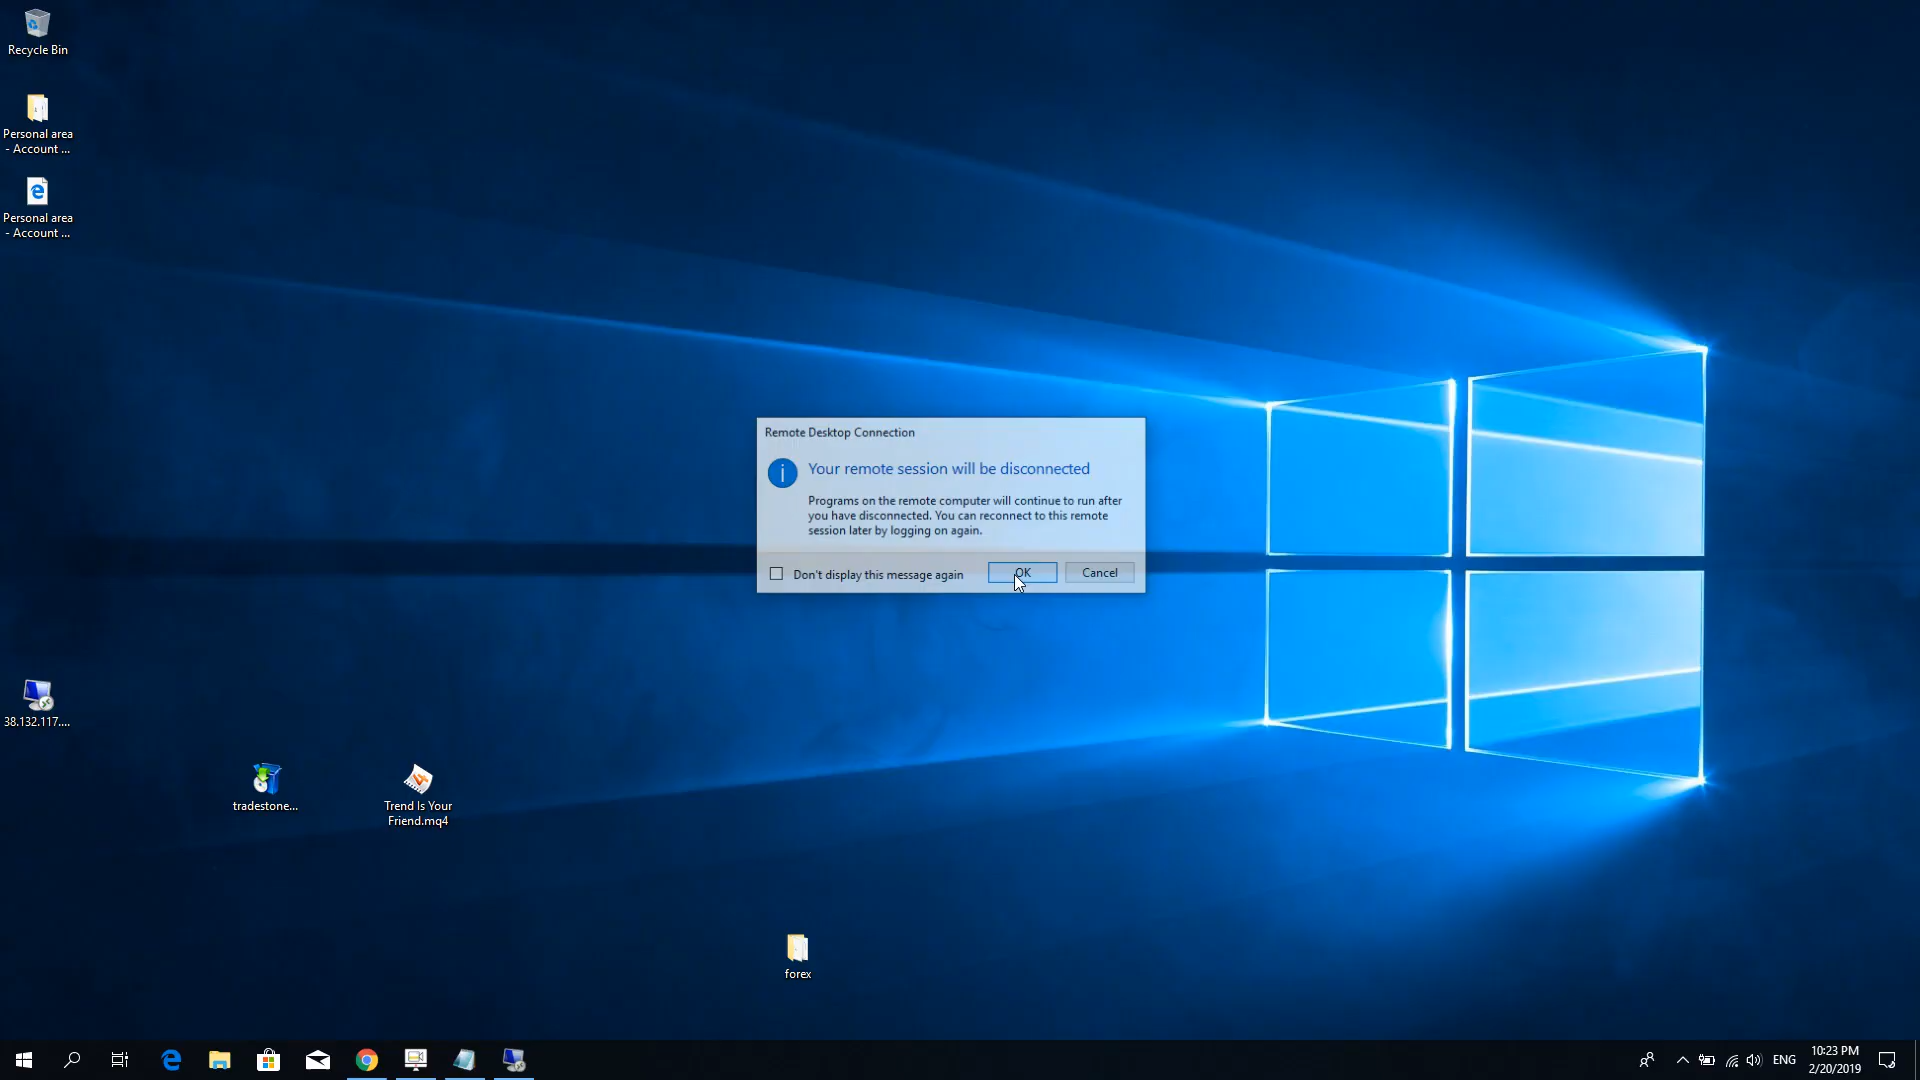 Recycle Bin
Personal area
- Account ...
Personal area
- Account ...
Remote Desktop Connection
Your remote session will be disconnected
Programs on the remote computer will continue to run after
you have disconnected. You can reconnect to this remote
session later by logging on again.
Don't display this message again
OK
Cancel
38.132.117....
tradestone...
Trend Is Your
Friend.mq4
forex
ENG
10:23 PM
2/20/2019